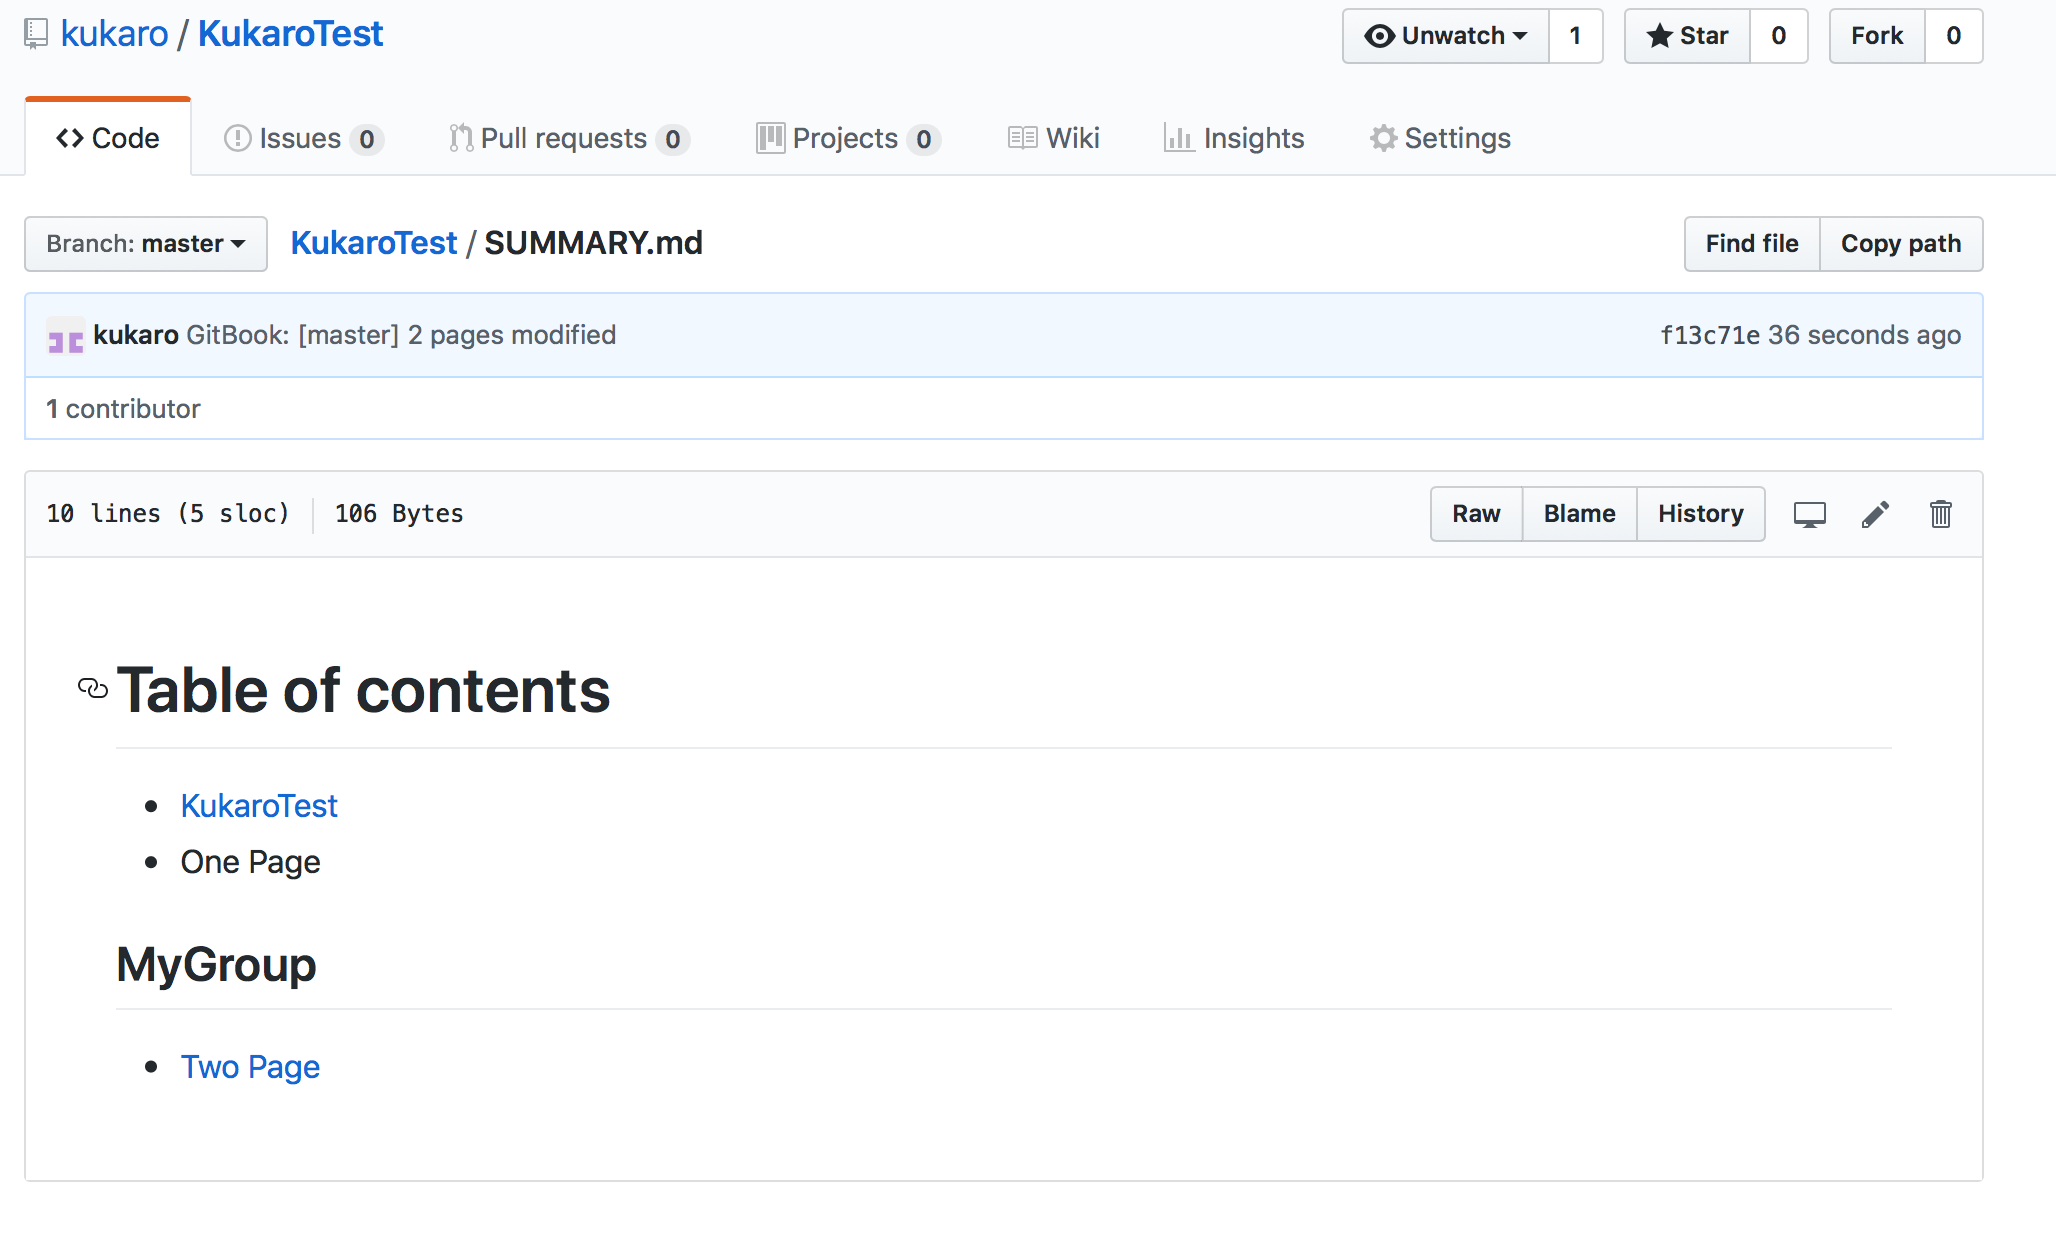 kukaro / KukaroTest
Unwatch 1 Star 0 Fork 0
Code Issues 0 Pull requests 0 Projects 0 Wiki Insights Settings
Branch: master KukaroTest / SUMMARY.md Find file Copy path
kukaro GitBook: [master] 2 pages modified f13c71e 36 seconds ago
1 contributor
10 lines (5 sloc) 106 Bytes Raw Blame History
Table of contents
KukaroTest
One Page
MyGroup
Two Page